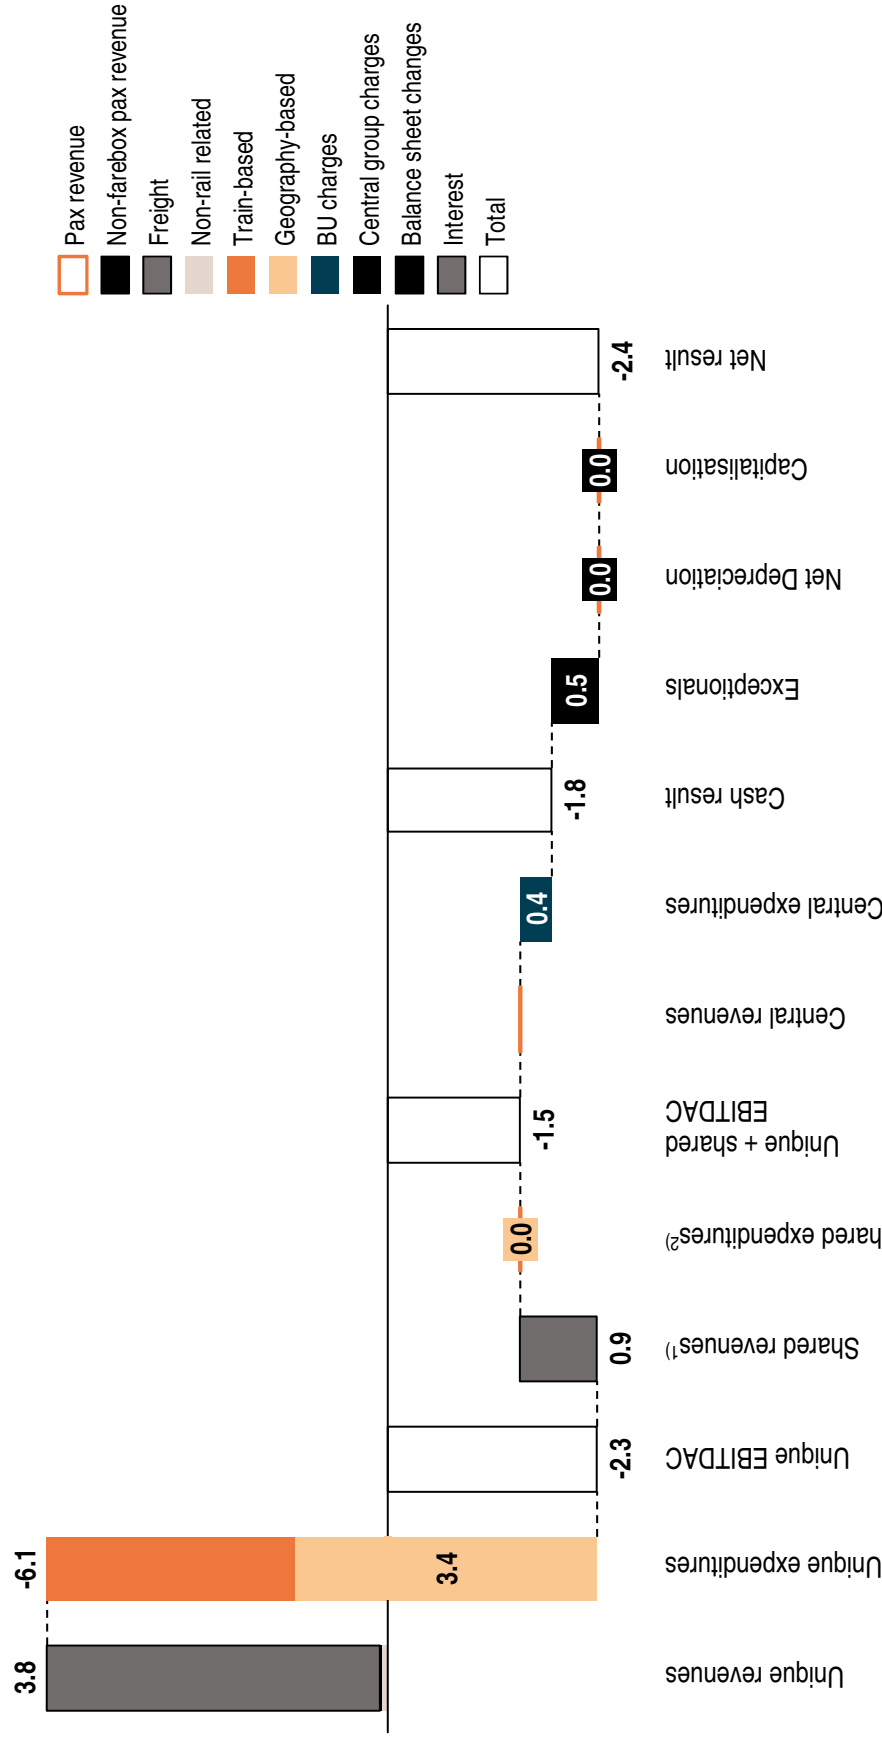 Pax revenue
Non-farebox pax revenue
Freight
Non-rail related
Train-based
Geography-based
BU charges
Central group charges
Balance sheet changes
Interest
Total
3.8
-6.1
3.4
-2.3
0.9
0.0
-1.5
0.4
-1.8
0.5
0.0
0.0
-2.4
Unique revenues
Unique expenditures
Unique EBITDAC
Shared revenues1)
hared expenditures2)
Unique + shared
EBITDAC
Central revenues
Central expenditures
Cash result
Exceptionals
Net Depreciation
Capitalisation
Net result